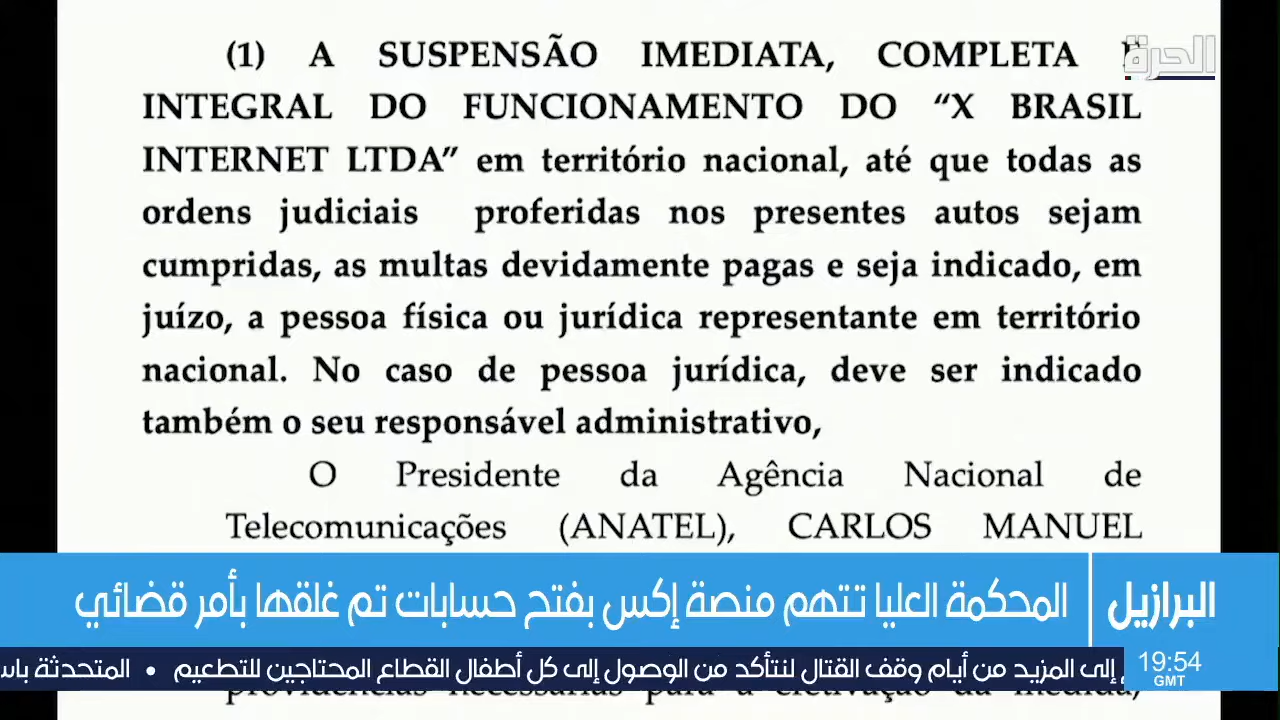 (1) A SUSPENSÃO IMEDIATA, COMPLETA E
الحرة
INTEGRAL DO FUNCIONAMENTO DO “X BRASIL
INTERNET LTDA” em território nacional, até que todas as
ordens judiciais proferidas nos presentes autos sejam
cumpridas, as multas devidamente pagas e seja indicado, em
juízo, a pessoa física ou jurídica representante em território
nacional. No caso de pessoa jurídica, deve ser indicado
também o seu responsável administrativo,
O Presidente da Agência Nacional de
Telecomunicações (ANATEL), CARLOS MANUEL
البرازيل
المحكمة العليا تتهم منصة إكس بفتح حسابات تم غلقها بأمر قضائي
إلى المزيد من أيام وقف القتال لنتأكد من الوصول إلى كل أطفال القطاع المحتاجين للتطعيم • المتحدثة
19:54
GMT